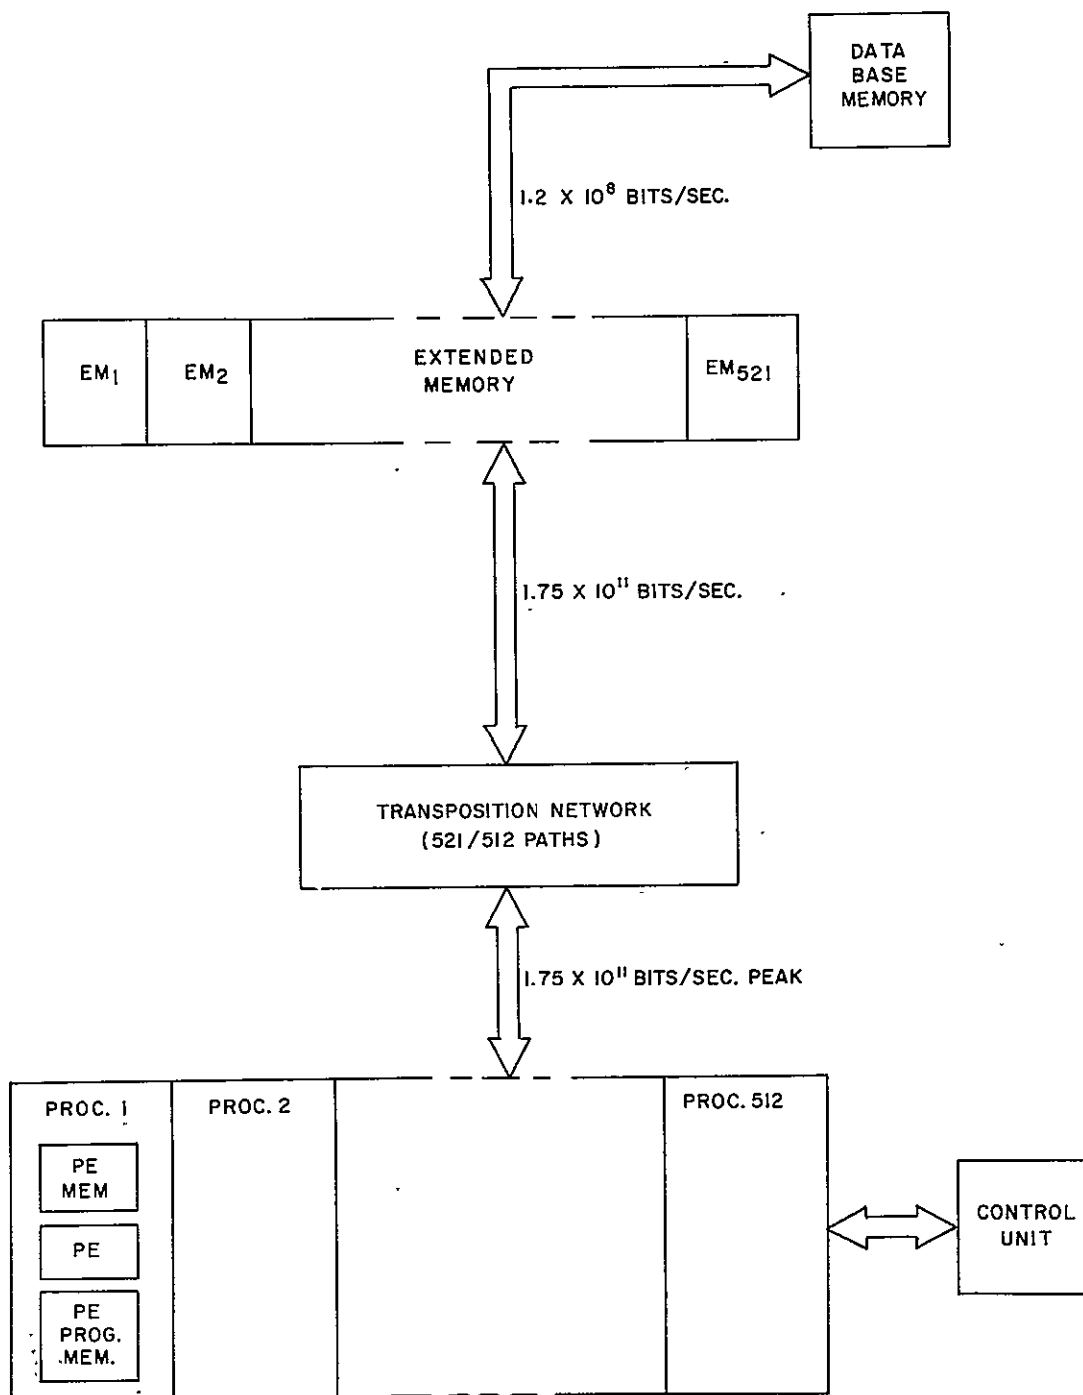 DATA
BASE
MEMORY
1.2 X 10⁸ BITS/SEC.
EM₁
EM₂
EXTENDED
MEMORY
EM₅₂₁
1.75 X 10¹¹ BITS/SEC.
TRANSPOSITION NETWORK
(521/512 PATHS)
1.75 X 10¹¹ BITS/SEC. PEAK
PROC. 1
PROC. 2
PROC. 512
PE
MEM
PE
PE
PROG.
MEM.
CONTROL
UNIT